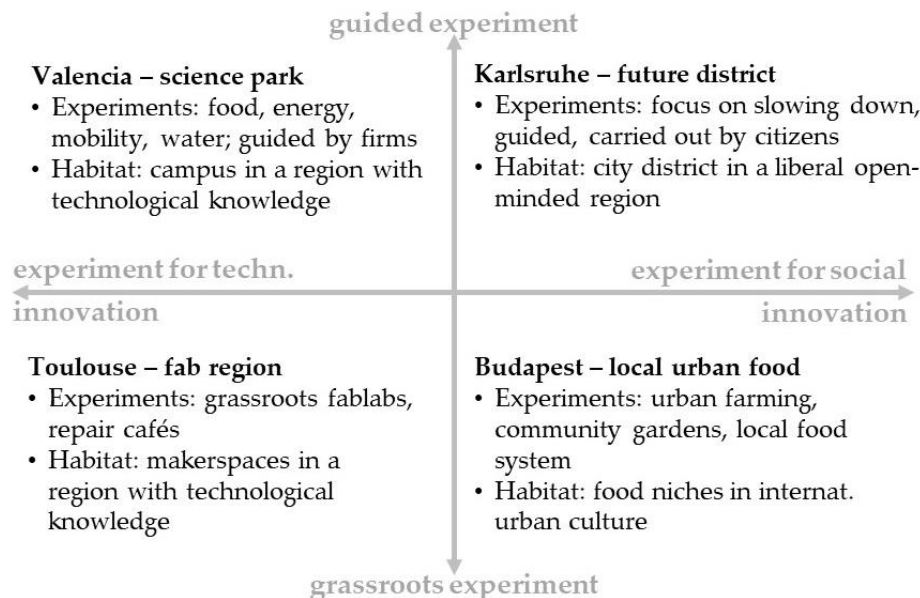 guided experiment
Valencia – science park
• Experiments: food, energy,
mobility, water; guided by firms
• Habitat: campus in a region with
technological knowledge
Karlsruhe – future district
• Experiments: focus on slowing down,
guided, carried out by citizens
• Habitat: city district in a liberal open-
minded region
experiment for techn.
innovation
experiment for social
innovation
Toulouse – fab region
• Experiments: grassroots fablabs,
repair cafés
• Habitat: makerspaces in a
region with technological
knowledge
Budapest – local urban food
• Experiments: urban farming,
community gardens, local food
system
• Habitat: food niches in internat.
urban culture
grassroots experiment